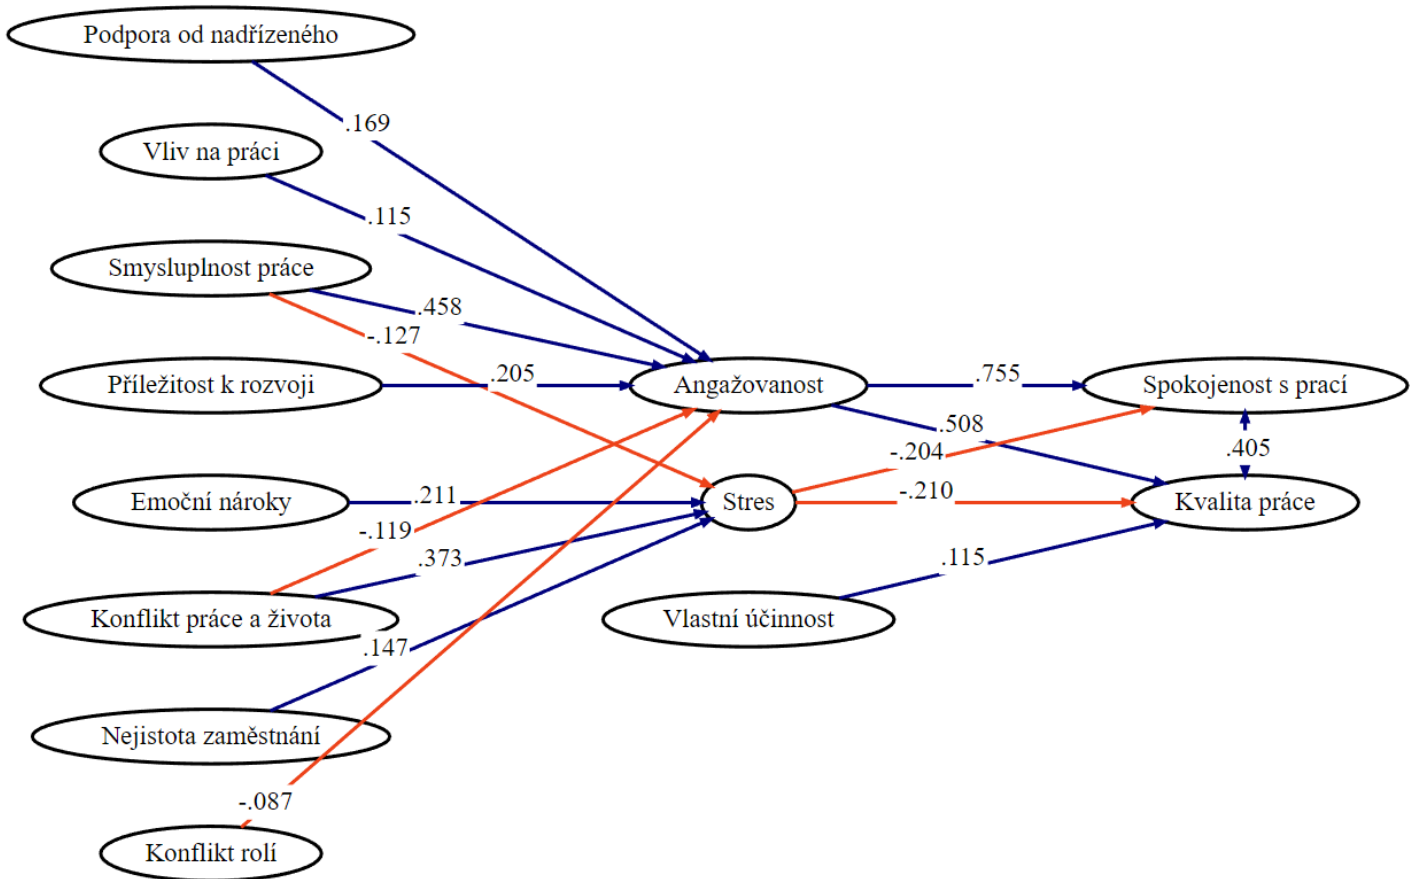 Podpora od nadřízeného
.169
Vliv na práci
.115
Smysluplnost práce
.458
-.127
Příležitost k rozvoji
.205
Angažovanost
.755
Spokojenost s prací
.508
-.204
.405
Emoční nároky
.211
Stres
-.210
Kvalita práce
-.119
.373
.115
Konflikt práce a života
Vlastní účinnost
.147
Nejistota zaměstnání
-.087
Konflikt rolí